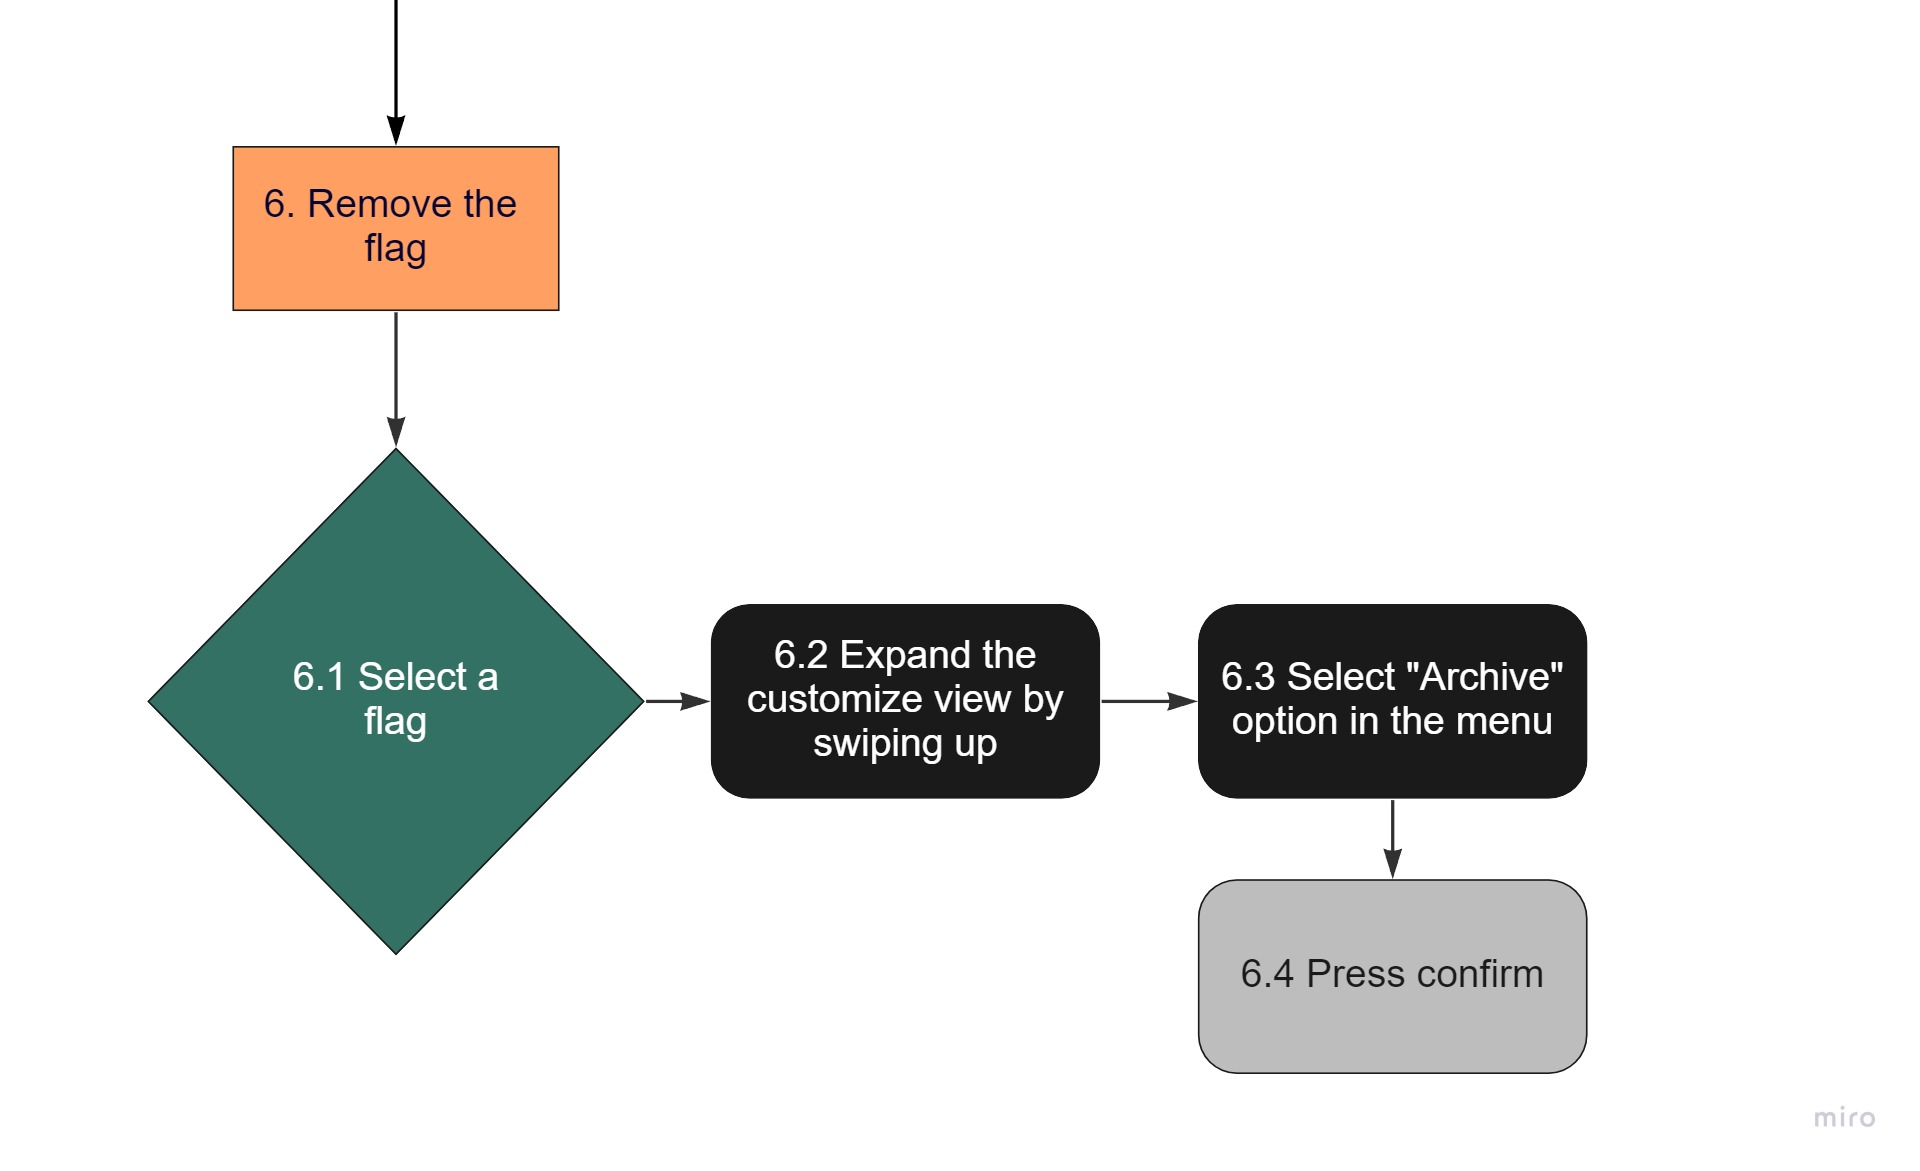 6. Remove the
flag
6.1 Select a
flag
6.2 Expand the
customize view by
swiping up
6.3 Select "Archive"
option in the menu
6.4 Press confirm
miro